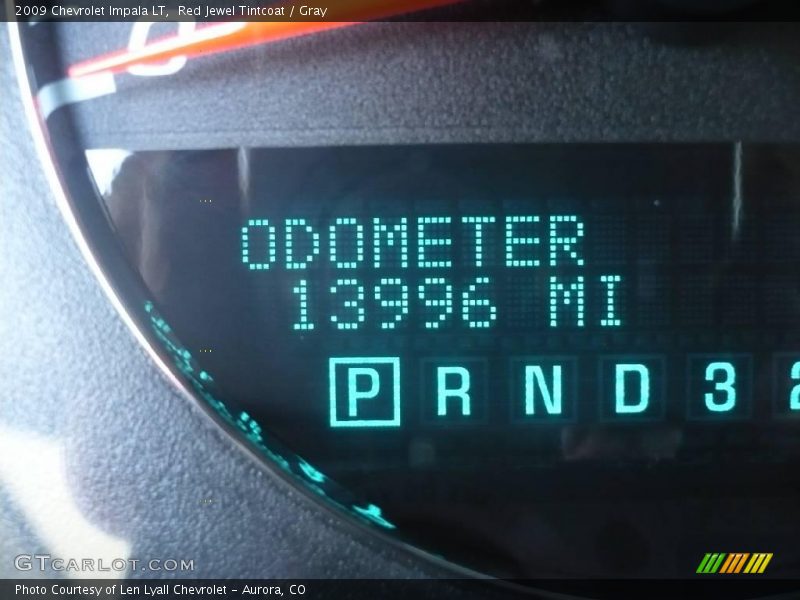 2009 Chevrolet Impala LT, Red Jewel Tintcoat / Gray
ODOMETER
13996 MI
P R N D 3 2
GTCARLOT.COM
Photo Courtesy of Len Lyall Chevrolet - Aurora, CO